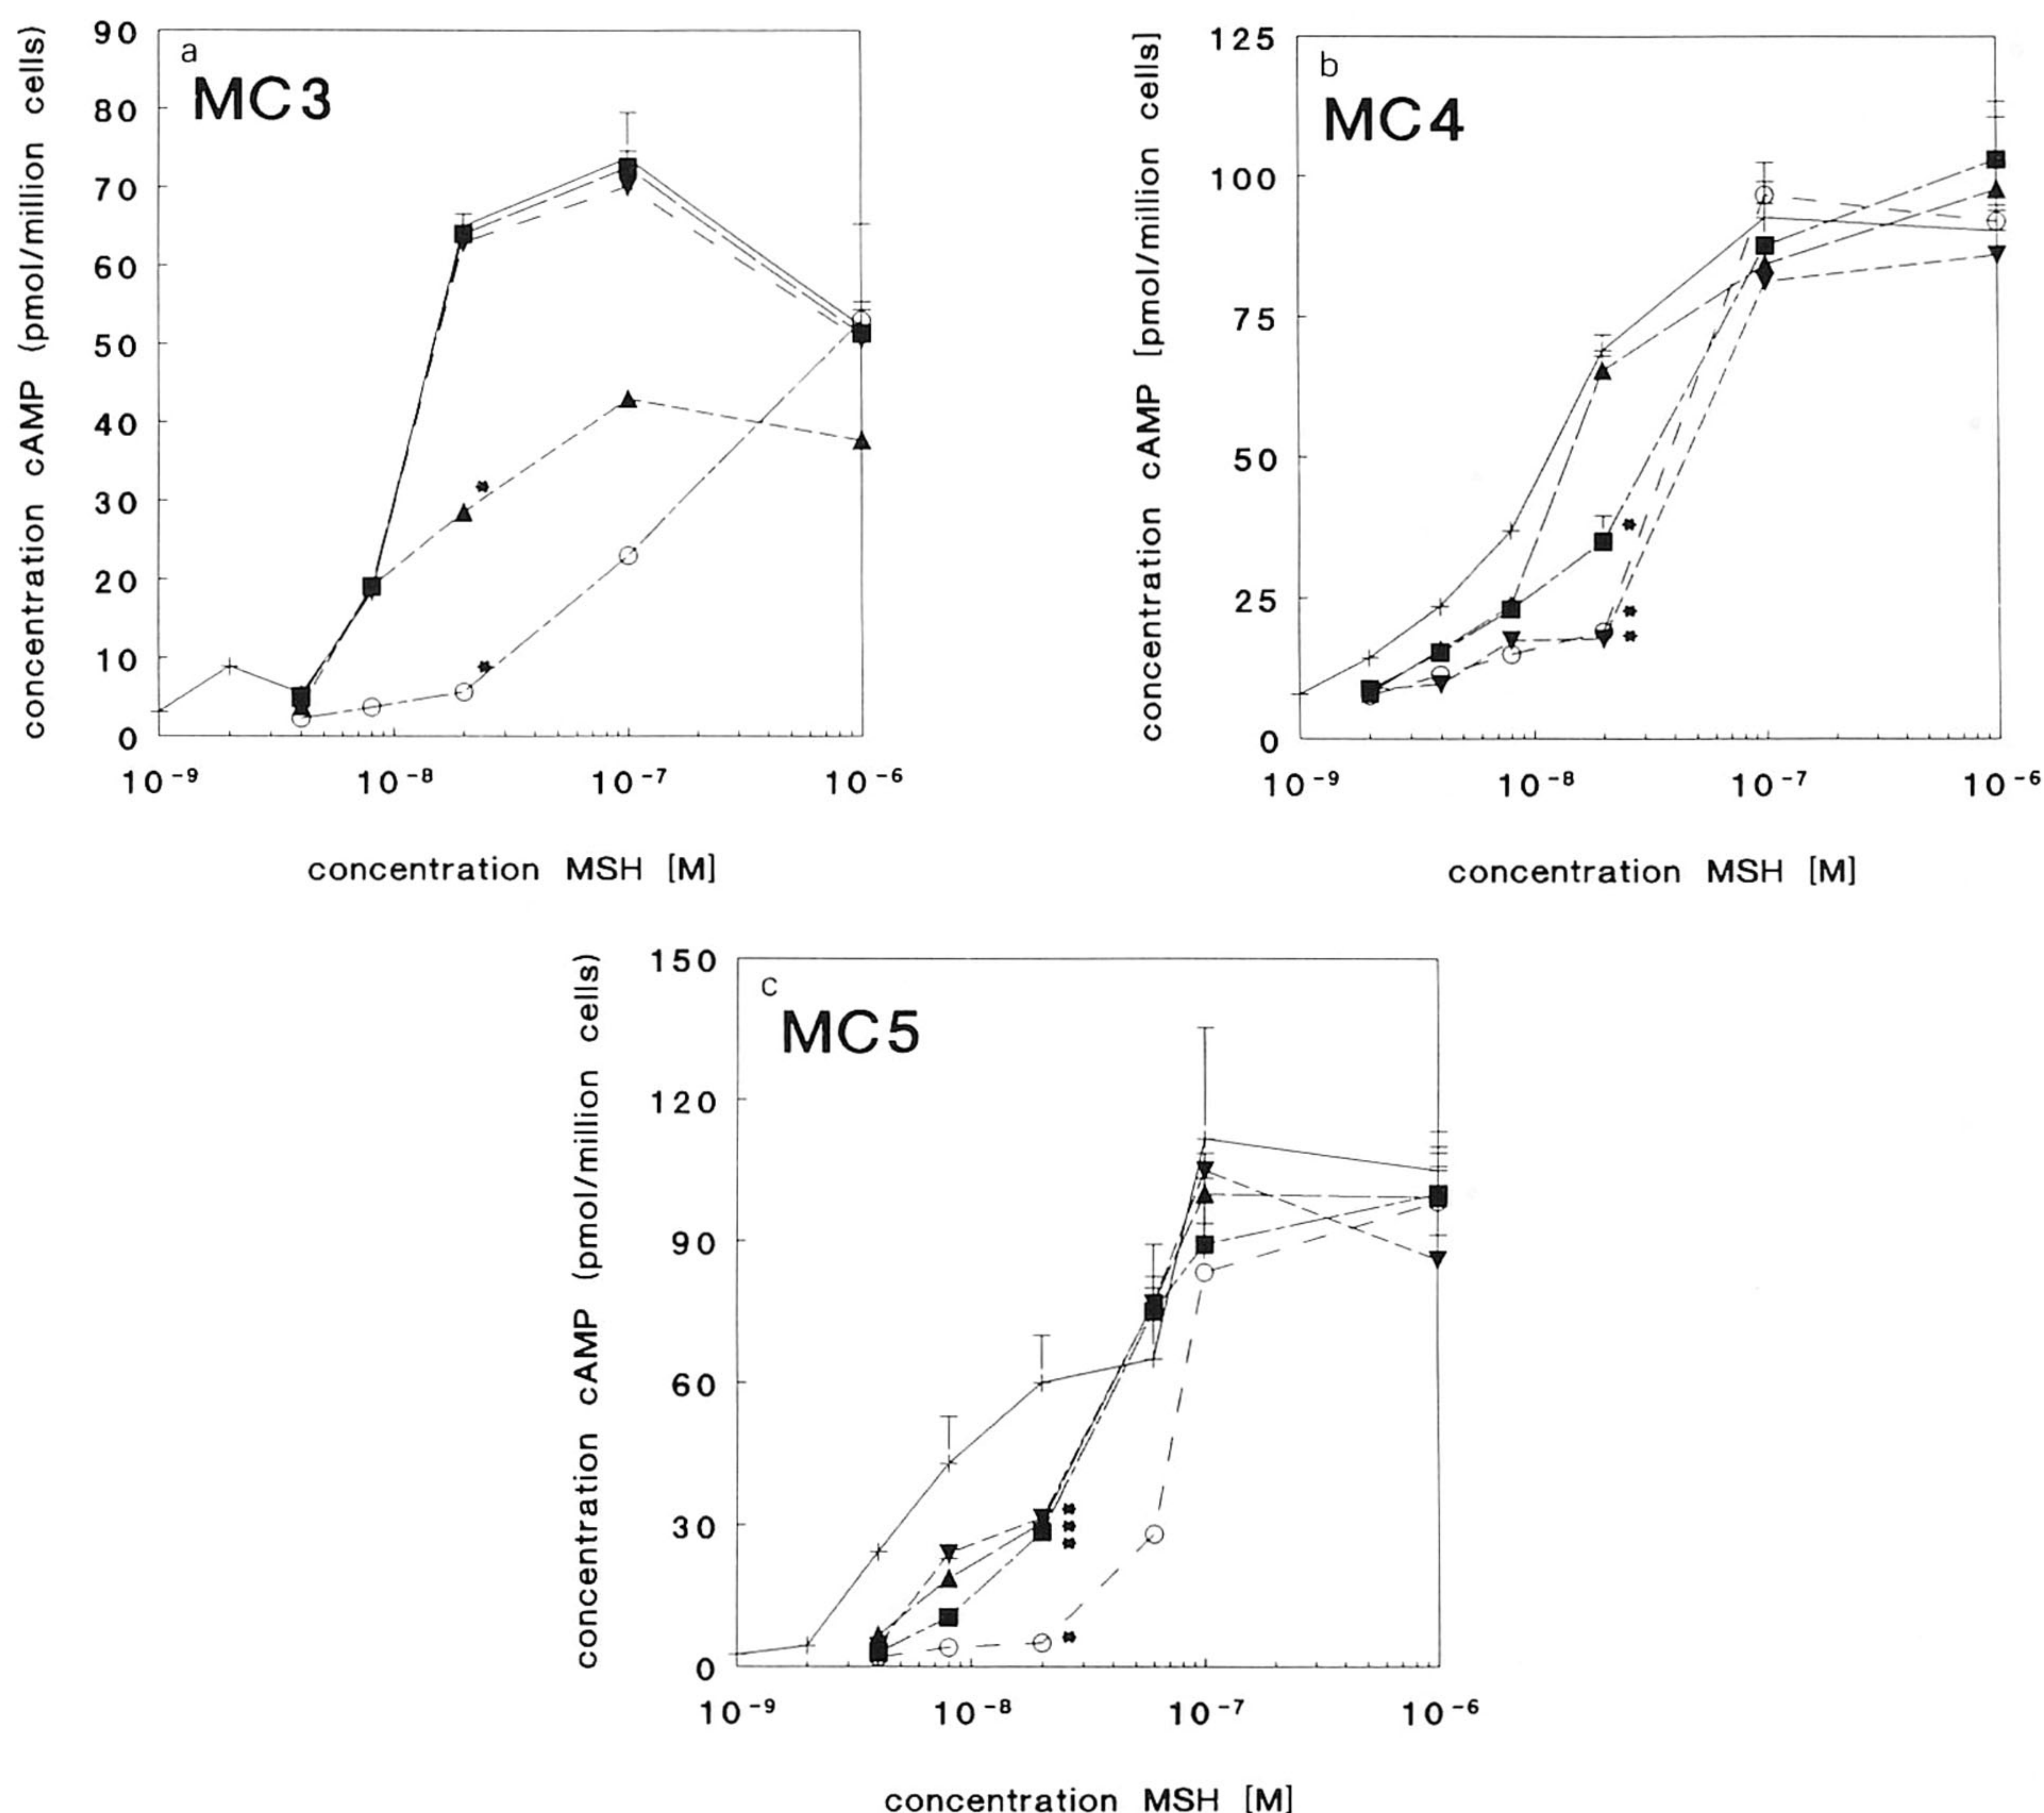 a
MC3
concentration cAMP (pmol/million cells)
90
80
70
60
50
40
30
20
10
0
10⁻⁹ 10⁻⁸ 10⁻⁷ 10⁻⁶
concentration MSH [M]
b
MC4
concentration cAMP [pmol/million cells]
125
100
75
50
25
0
10⁻⁹ 10⁻⁸ 10⁻⁷ 10⁻⁶
concentration MSH [M]
c
MC5
concentration cAMP (pmol/million cells)
150
120
90
60
30
0
10⁻⁹ 10⁻⁸ 10⁻⁷ 10⁻⁶
concentration MSH [M]